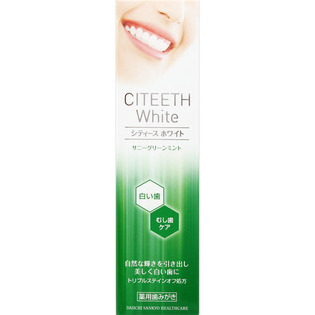 CITEETH
White
シティース ホワイト
サニーグリーンミント
白い歯
むし歯
ケア
自然な輝きを引き出し
美しく白い歯に
トリプルステインオフ処方
薬用歯みがき
DAIICHI SANKYO HEALTHCARE